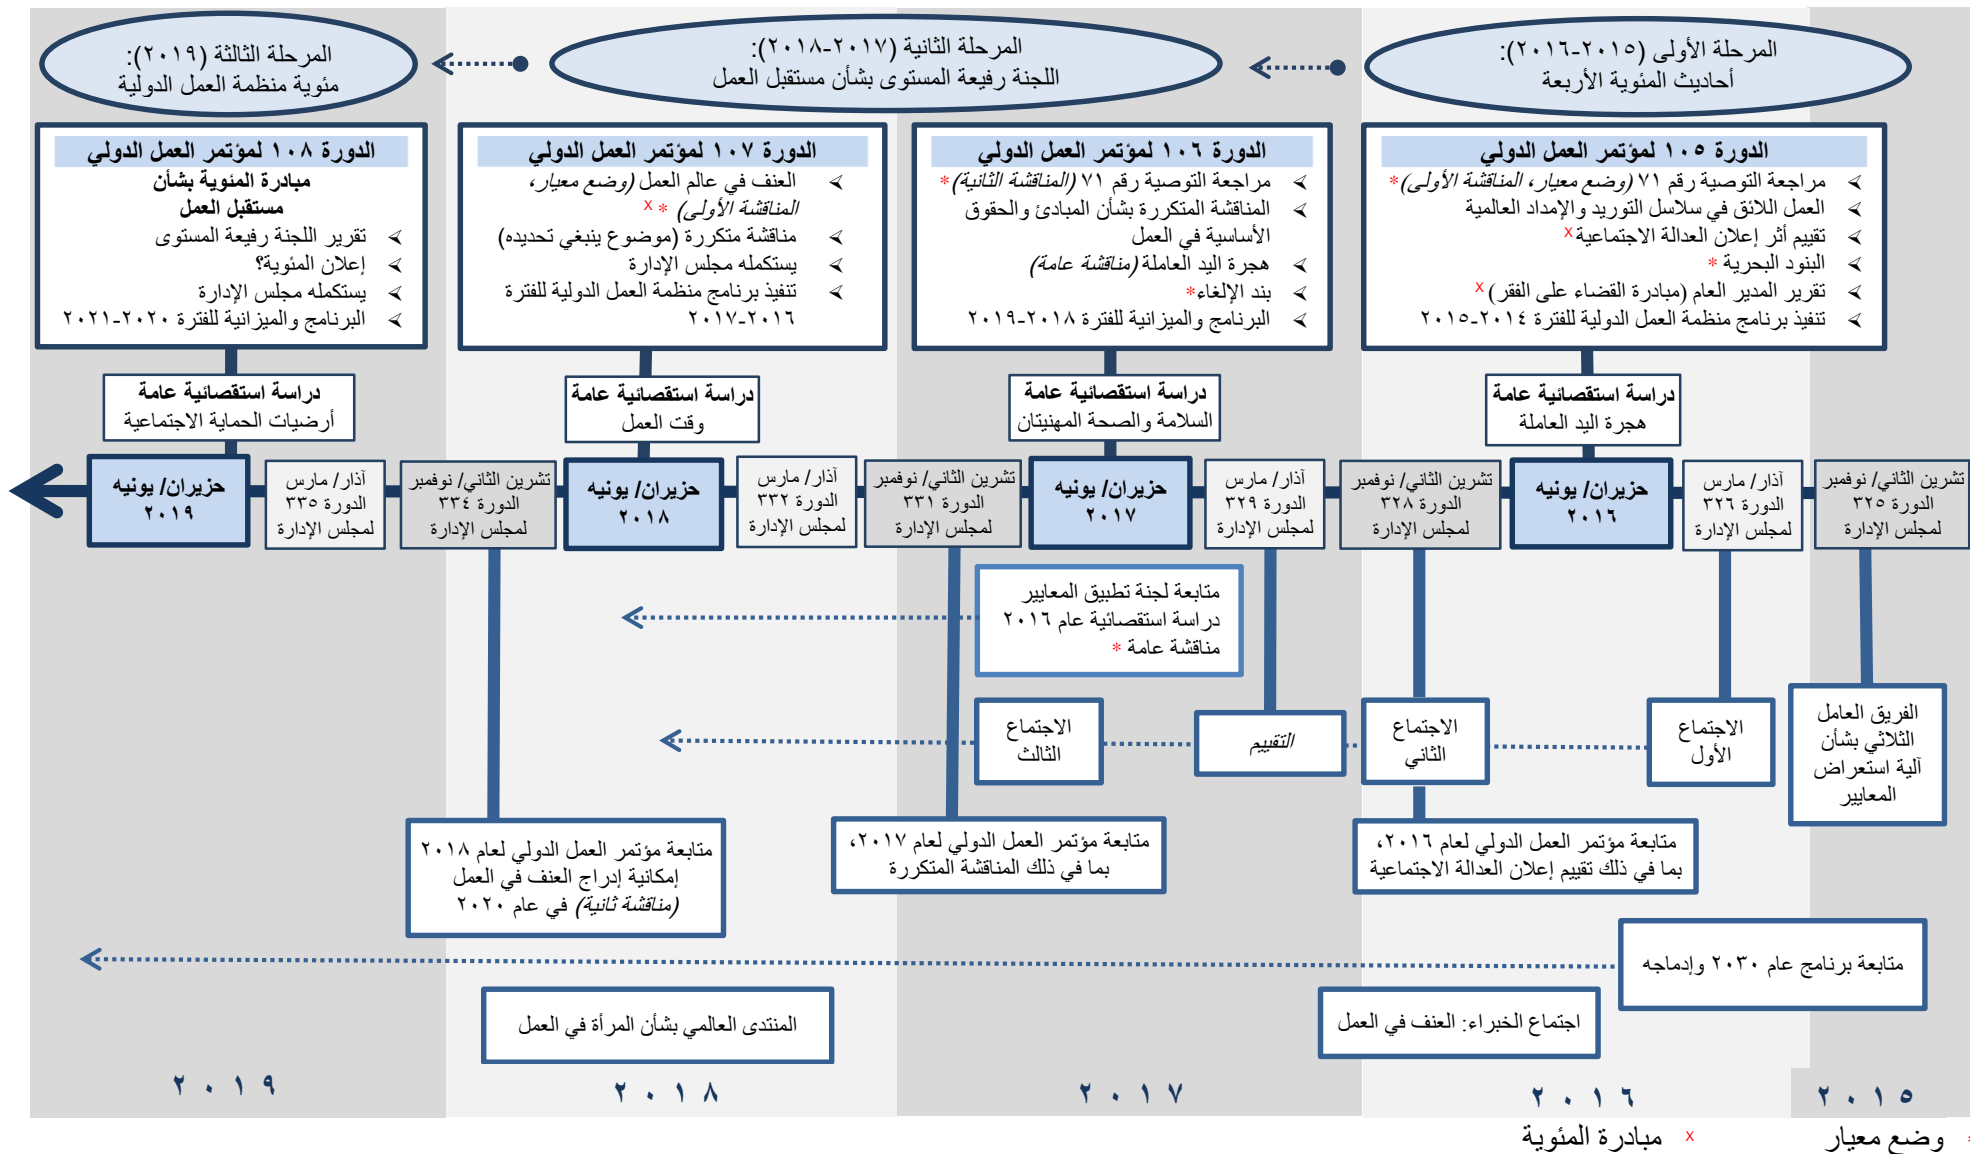 المرحلة الأولى (٢٠١٥-٢٠١٦):
أحاديث المئوية الأربعة
المرحلة الثانية (٢٠١٧-٢٠١٨):
اللجنة رفيعة المستوى بشأن مستقبل العمل
المرحلة الثالثة (٢٠١٩):
مئوية منظمة العمل الدولية
الدورة ١٠٥ لمؤتمر العمل الدولي
مراجعة التوصية رقم ٧١ (وضع معيار، المناقشة الأولى)*
العمل اللائق في سلاسل التوريد والإمداد العالمية
تقييم أثر إعلان العدالة الاجتماعية x
البنود البحرية *
تقرير المدير العام (مبادرة القضاء على الفقر) x
تنفيذ برنامج منظمة العمل الدولية للفترة ٢٠١٤-٢٠١٥
الدورة ١٠٦ لمؤتمر العمل الدولي
مراجعة التوصية رقم ٧١ (المناقشة الثانية)*
المناقشة المتكررة بشأن المبادئ والحقوق
الأساسية في العمل
هجرة اليد العاملة (مناقشة عامة)
بند الإلغاء*
البرنامج والميزانية للفترة ٢٠١٨-٢٠١٩
الدورة ١٠٧ لمؤتمر العمل الدولي
العنف في عالم العمل (وضع معيار،
المناقشة الأولى) * x
مناقشة متكررة (موضوع ينبغي تحديده)
يستكمله مجلس الإدارة
تنفيذ برنامج منظمة العمل الدولية للفترة
٢٠١٦-٢٠١٧
الدورة ١٠٨ لمؤتمر العمل الدولي
مبادرة المئوية بشأن
مستقبل العمل
تقرير اللجنة رفيعة المستوى
إعلان المئوية؟
يستكمله مجلس الإدارة
البرنامج والميزانية للفترة ٢٠٢٠-٢٠٢١
دراسة استقصائية عامة
هجرة اليد العاملة
دراسة استقصائية عامة
السلامة والصحة المهنيتان
دراسة استقصائية عامة
وقت العمل
دراسة استقصائية عامة
أرضيات الحماية الاجتماعية
تشرين الثاني/ نوفمبر
الدورة ٣٢٥
لمجلس الإدارة
آذار/ مارس
الدورة ٣٢٦
لمجلس الإدارة
حزيران/ يونيه
٢٠١٦
تشرين الثاني/ نوفمبر
الدورة ٣٢٨
لمجلس الإدارة
آذار/ مارس
الدورة ٣٢٩
لمجلس الإدارة
حزيران/ يونيه
٢٠١٧
تشرين الثاني/ نوفمبر
الدورة ٣٣١
لمجلس الإدارة
آذار/ مارس
الدورة ٣٣٢
لمجلس الإدارة
حزيران/ يونيه
٢٠١٨
تشرين الثاني/ نوفمبر
الدورة ٣٣٤
لمجلس الإدارة
آذار/ مارس
الدورة ٣٣٥
لمجلس الإدارة
حزيران/ يونيه
٢٠١٩
متابعة لجنة تطبيق المعايير
دراسة استقصائية عام ٢٠١٦
مناقشة عامة *
الفريق العامل
الثلاثي بشأن
آلية استعراض
المعايير
الاجتماع
الأول
الاجتماع
الثاني
التقييم
الاجتماع
الثالث
متابعة مؤتمر العمل الدولي لعام ٢٠١٦،
بما في ذلك تقييم إعلان العدالة الاجتماعية
متابعة مؤتمر العمل الدولي لعام ٢٠١٧،
بما في ذلك المناقشة المتكررة
متابعة مؤتمر العمل الدولي لعام ٢٠١٨
إمكانية إدراج العنف في العمل
(مناقشة ثانية) في عام ٢٠٢٠
متابعة برنامج عام ٢٠٣٠ وإدماجه
اجتماع الخبراء: العنف في العمل
المنتدى العالمي بشأن المرأة في العمل
٢٠١٥
٢٠١٦
٢٠١٧
٢٠١٨
٢٠١٩
* وضع معيار
x مبادرة المئوية